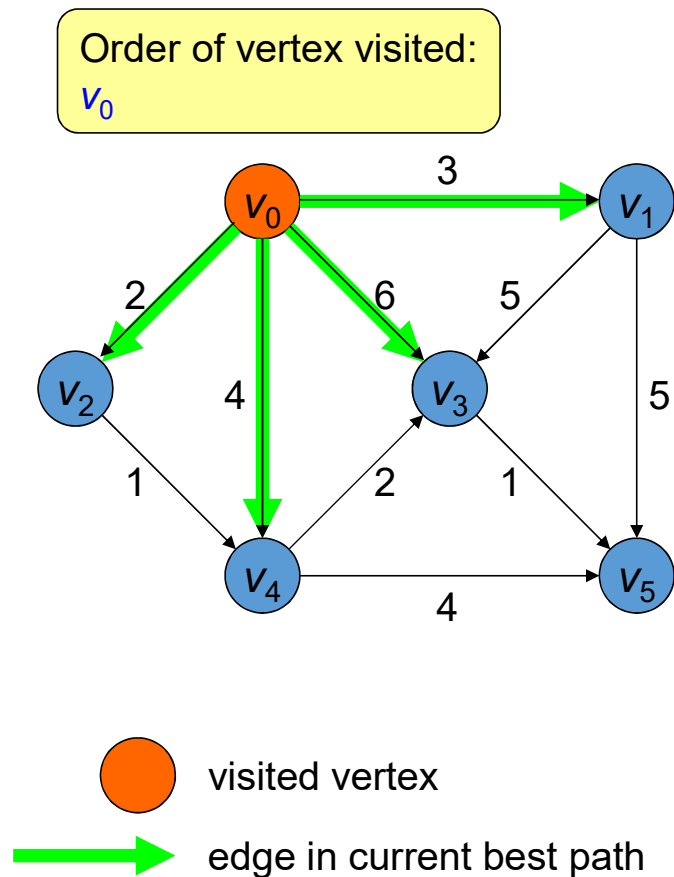 Order of vertex visited:
v₀
3
v₀
v₁
2
6
5
v₂
4
v₃
5
1
2
1
v₄
v₅
4
visited vertex
edge in current best path